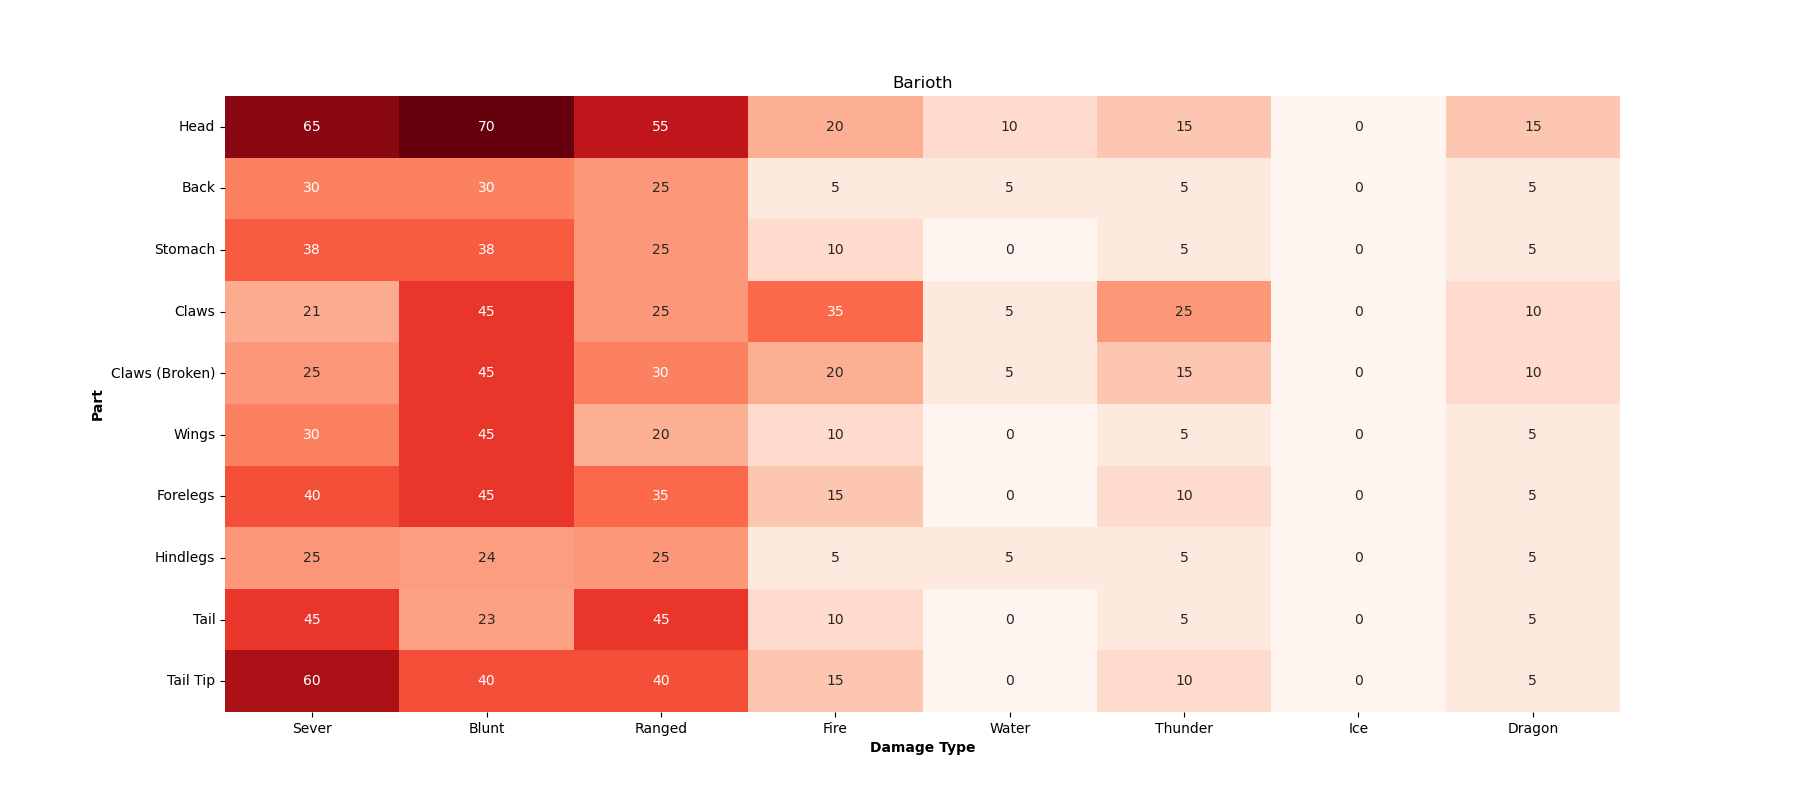 Barioth
Head 65 70 55 20 10 15 0 15
Back 30 30 25 5 5 5 0 5
Stomach 38 38 25 10 0 5 0 5
Claws 21 45 25 35 5 25 0 10
Claws (Broken) 25 45 30 20 5 15 0 10
Part
Wings 30 45 20 10 0 5 0 5
Forelegs 40 45 35 15 0 10 0 5
Hindlegs 25 24 25 5 5 5 0 5
Tail 45 23 45 10 0 5 0 5
Tail Tip 60 40 40 15 0 10 0 5
Sever Blunt Ranged Fire Water Thunder Ice Dragon
Damage Type